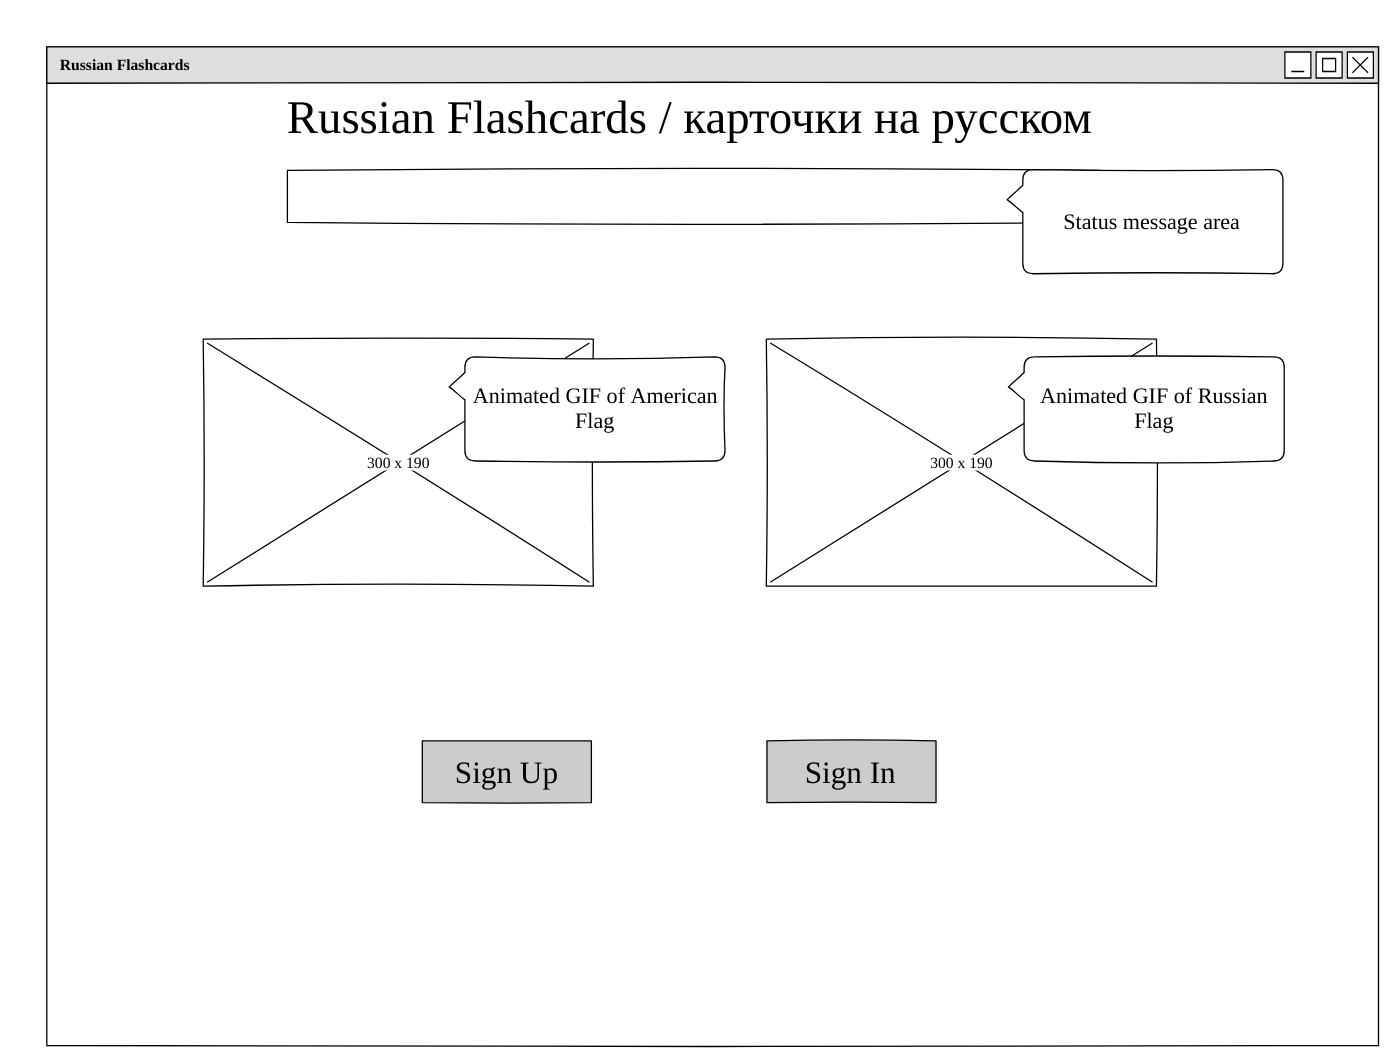 Russian Flashcards
Russian Flashcards / карточки на русском
Status message area
Animated GIF of American
Flag
300 x 190
Animated GIF of Russian
Flag
300 x 190
Sign Up
Sign In